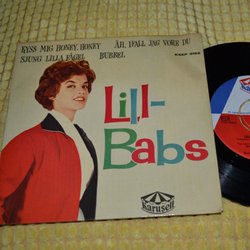 KYSS MIG HONEY, HONEY ÅH, IFALL JAG VORE DU
SJUNG LILLA FÅGEL BUBBEL
Lill-
Babs
Karusell